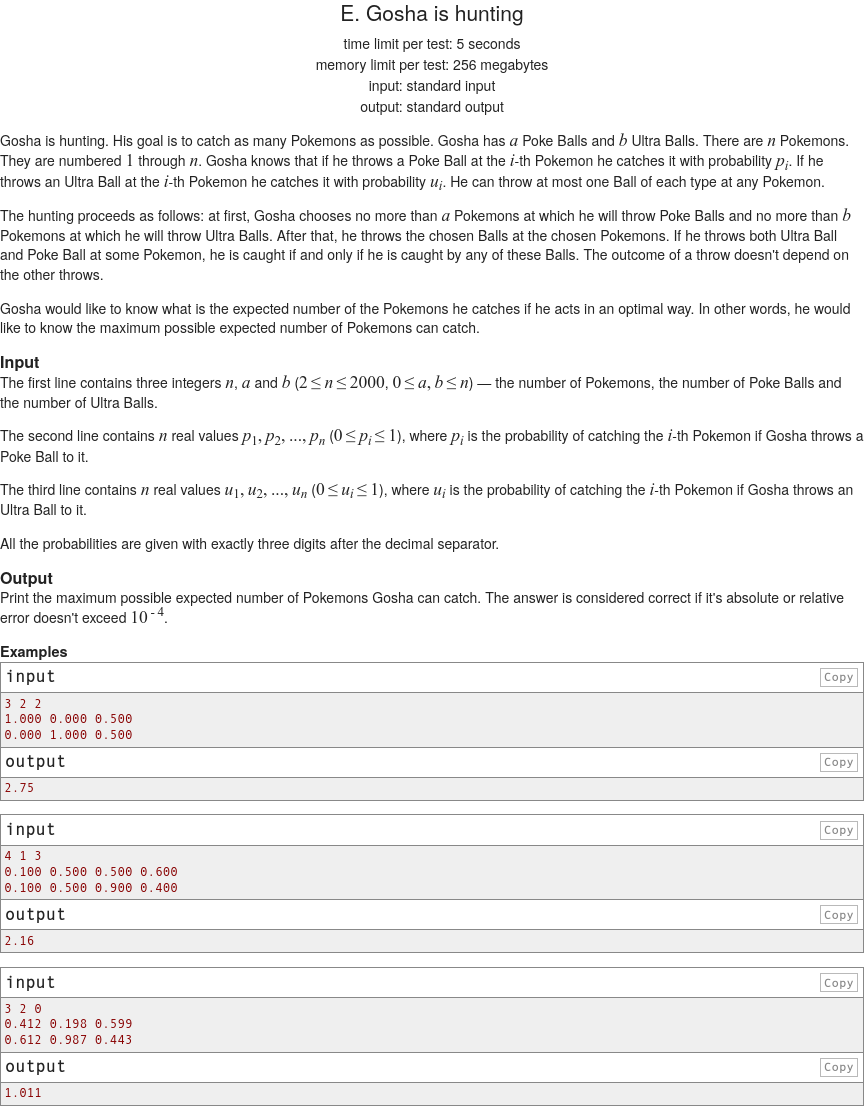 E. Gosha is hunting
time limit per test: 5 seconds
memory limit per test: 256 megabytes
input: standard input
output: standard output
Gosha is hunting. His goal is to catch as many Pokemons as possible. Gosha has a Poke Balls and b Ultra Balls. There are n Pokemons.
They are numbered 1 through n. Gosha knows that if he throws a Poke Ball at the i-th Pokemon he catches it with probability p_i. If he
throws an Ultra Ball at the i-th Pokemon he catches it with probability u_i. He can throw at most one Ball of each type at any Pokemon.
The hunting proceeds as follows: at first, Gosha chooses no more than a Pokemons at which he will throw Poke Balls and no more than b
Pokemons at which he will throw Ultra Balls. After that, he throws the chosen Balls at the chosen Pokemons. If he throws both Ultra Ball
and Poke Ball at some Pokemon, he is caught if and only if he is caught by any of these Balls. The outcome of a throw doesn't depend on
the other throws.
Gosha would like to know what is the expected number of the Pokemons he catches if he acts in an optimal way. In other words, he would
like to know the maximum possible expected number of Pokemons can catch.
Input
The first line contains three integers n, a and b (2 ≤ n ≤ 2000, 0 ≤ a, b ≤ n) — the number of Pokemons, the number of Poke Balls and
the number of Ultra Balls.
The second line contains n real values p_1, p_2, ..., p_n (0 ≤ p_i ≤ 1), where p_i is the probability of catching the i-th Pokemon if Gosha throws a
Poke Ball to it.
The third line contains n real values u_1, u_2, ..., u_n (0 ≤ u_i ≤ 1), where u_i is the probability of catching the i-th Pokemon if Gosha throws an
Ultra Ball to it.
All the probabilities are given with exactly three digits after the decimal separator.
Output
Print the maximum possible expected number of Pokemons Gosha can catch. The answer is considered correct if it's absolute or relative
error doesn't exceed 10^{-4}.
Examples
input Copy
3 2 2
1.000 0.000 0.500
0.000 1.000 0.500
output Copy
2.75
input Copy
4 1 3
0.100 0.500 0.500 0.600
0.100 0.500 0.900 0.400
output Copy
2.16
input Copy
3 2 0
0.412 0.198 0.599
0.612 0.987 0.443
output Copy
1.011